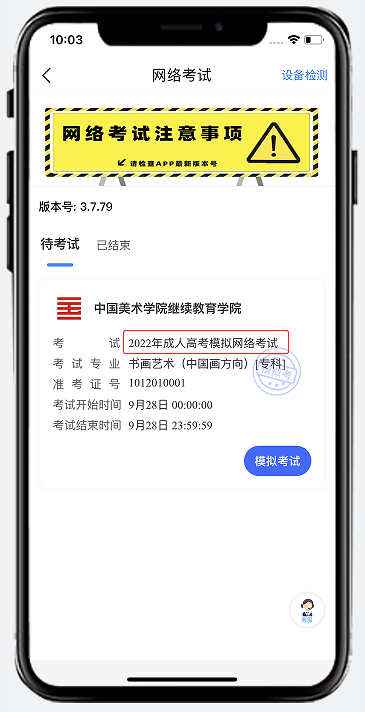 10:03
网络考试
设备检测
网络考试注意事项
请检查APP最新版本号
版本号: 3.7.79
待考试 已结束
中国美术学院继续教育学院
考 试 2022年成人高考模拟网络考试
考试专业 书画艺术（中国画方向）[专科]
准考证号 1012010001
考试开始时间 9月28日 00:00:00
考试结束时间 9月28日 23:59:59
模拟考
模拟考试
客服